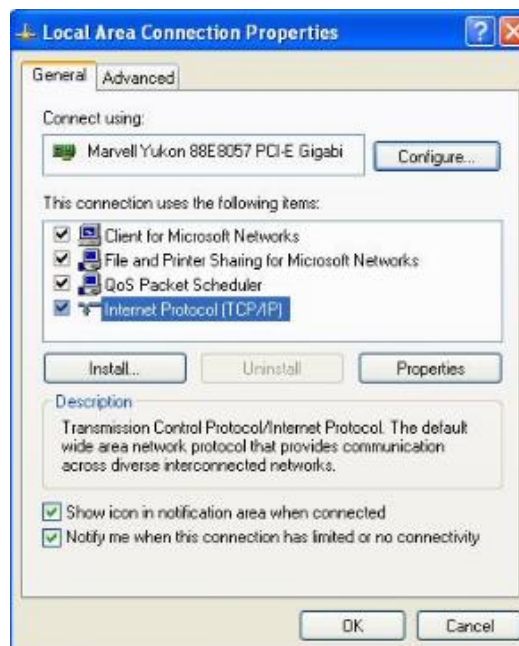 Local Area Connection Properties
General Advanced
Connect using:
Marvell Yukon 88E8057 PCI-E Gigabi
Configure...
This connection uses the following items:
Client for Microsoft Networks
File and Printer Sharing for Microsoft Networks
QoS Packet Scheduler
Internet Protocol (TCP/IP)
Install... Uninstall Properties
Description
Transmission Control Protocol/Internet Protocol. The default
wide area network protocol that provides communication
across diverse interconnected networks.
Show icon in notification area when connected
Notify me when this connection has limited or no connectivity
OK Cancel